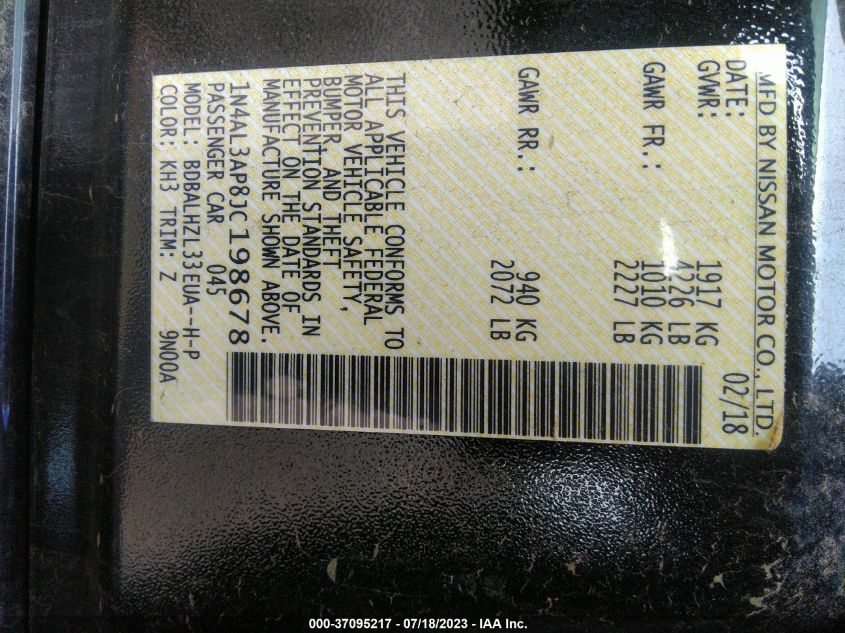 MFD BY NISSAN MOTOR CO., LTD.
DATE: 02/18
GVWR: 1917 KG
4226 LB
GAWR FR.: 1010 KG
2227 LB
GAWR RR.: 940 KG
2072 LB
THIS VEHICLE CONFORMS TO
ALL APPLICABLE FEDERAL
MOTOR VEHICLE SAFETY,
BUMPER, AND THEFT
PREVENTION STANDARDS IN
EFFECT ON THE DATE OF
MANUFACTURE SHOWN ABOVE.
1N4AL3AP8JC198678
PASSENGER CAR 045
MODEL: BDBALHZL33EUA--H-P
COLOR: KH3 TRIM: Z 9N00A
000-37095217 - 07/18/2023 - IAA Inc.